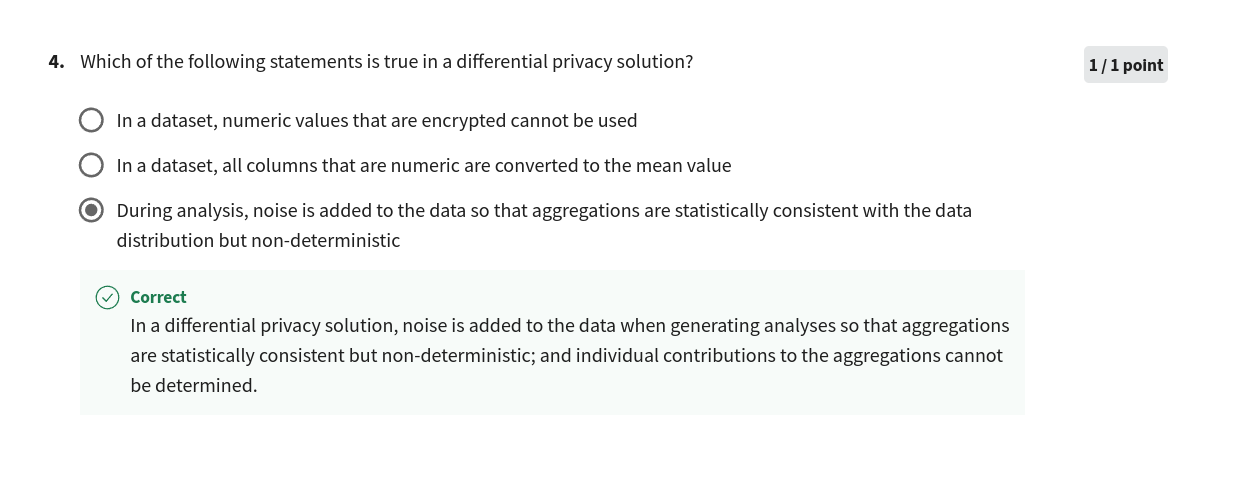 4. Which of the following statements is true in a differential privacy solution?
1 / 1 point
In a dataset, numeric values that are encrypted cannot be used
In a dataset, all columns that are numeric are converted to the mean value
During analysis, noise is added to the data so that aggregations are statistically consistent with the data
distribution but non-deterministic
Correct
In a differential privacy solution, noise is added to the data when generating analyses so that aggregations
are statistically consistent but non-deterministic; and individual contributions to the aggregations cannot
be determined.